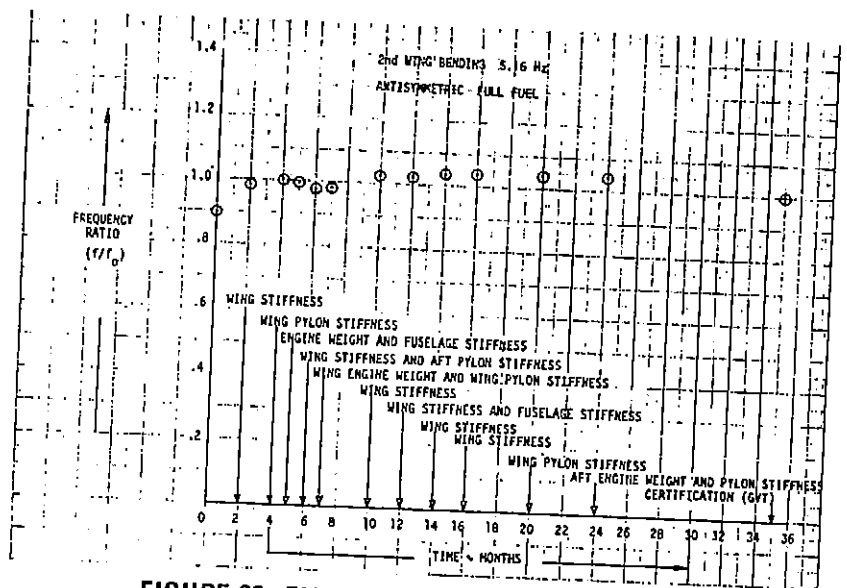 1.4
2nd WING BENDING 5.16 Hz
ANTISYMMETRIC - FULL FUEL
1.2
1.0
FREQUENCY
RATIO
(f/f₀)
.8
.6
WING STIFFNESS
WING PYLON STIFFNESS
ENGINE WEIGHT AND FUSELAGE STIFFNESS
.4
WING STIFFNESS AND AFT PYLON STIFFNESS
WING ENGINE WEIGHT AND WING PYLON STIFFNESS
WING STIFFNESS
WING STIFFNESS AND FUSELAGE STIFFNESS
.2
WING STIFFNESS
WING STIFFNESS
WING PYLON STIFFNESS
AFT ENGINE WEIGHT AND PYLON STIFFNESS
CERTIFICATION (GVT)
0 2 4 6 8 10 12 14 16 18 20 22 24 26 28 30 32 34 36
TIME ~ MONTHS